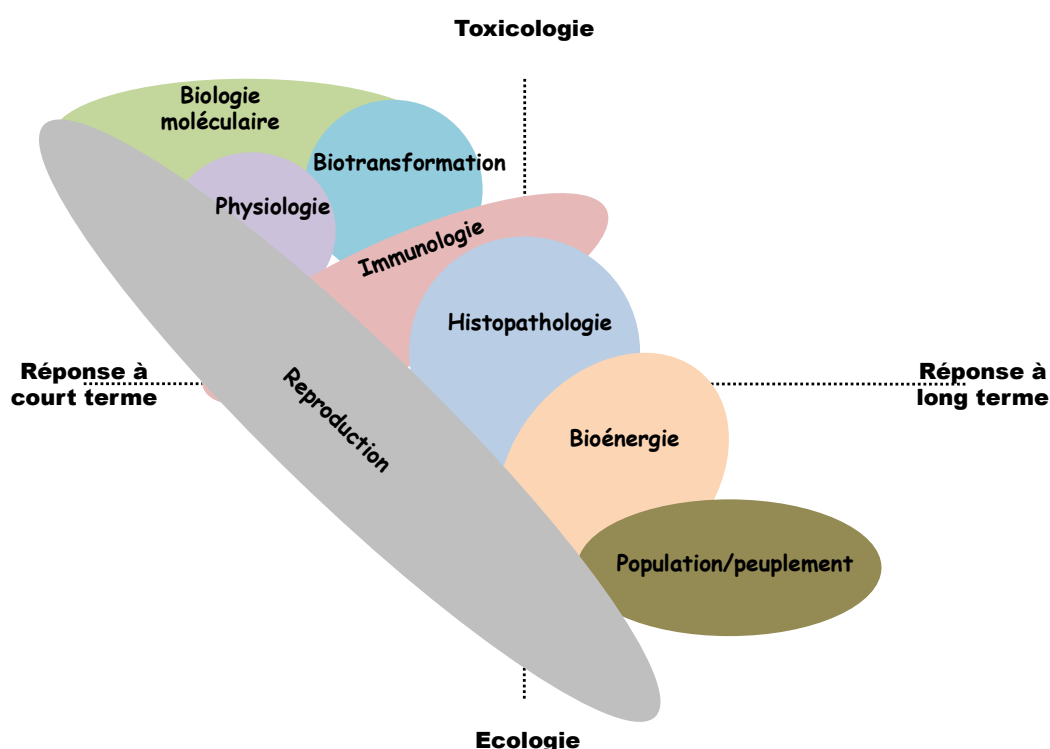 Toxicologie
Biologie
moléculaire
Biotransformation
Physiologie
Immunologie
Histopathologie
Réponse à
court terme
Réponse à
long terme
Reproduction
Bioénergie
Population/peuplement
Ecologie